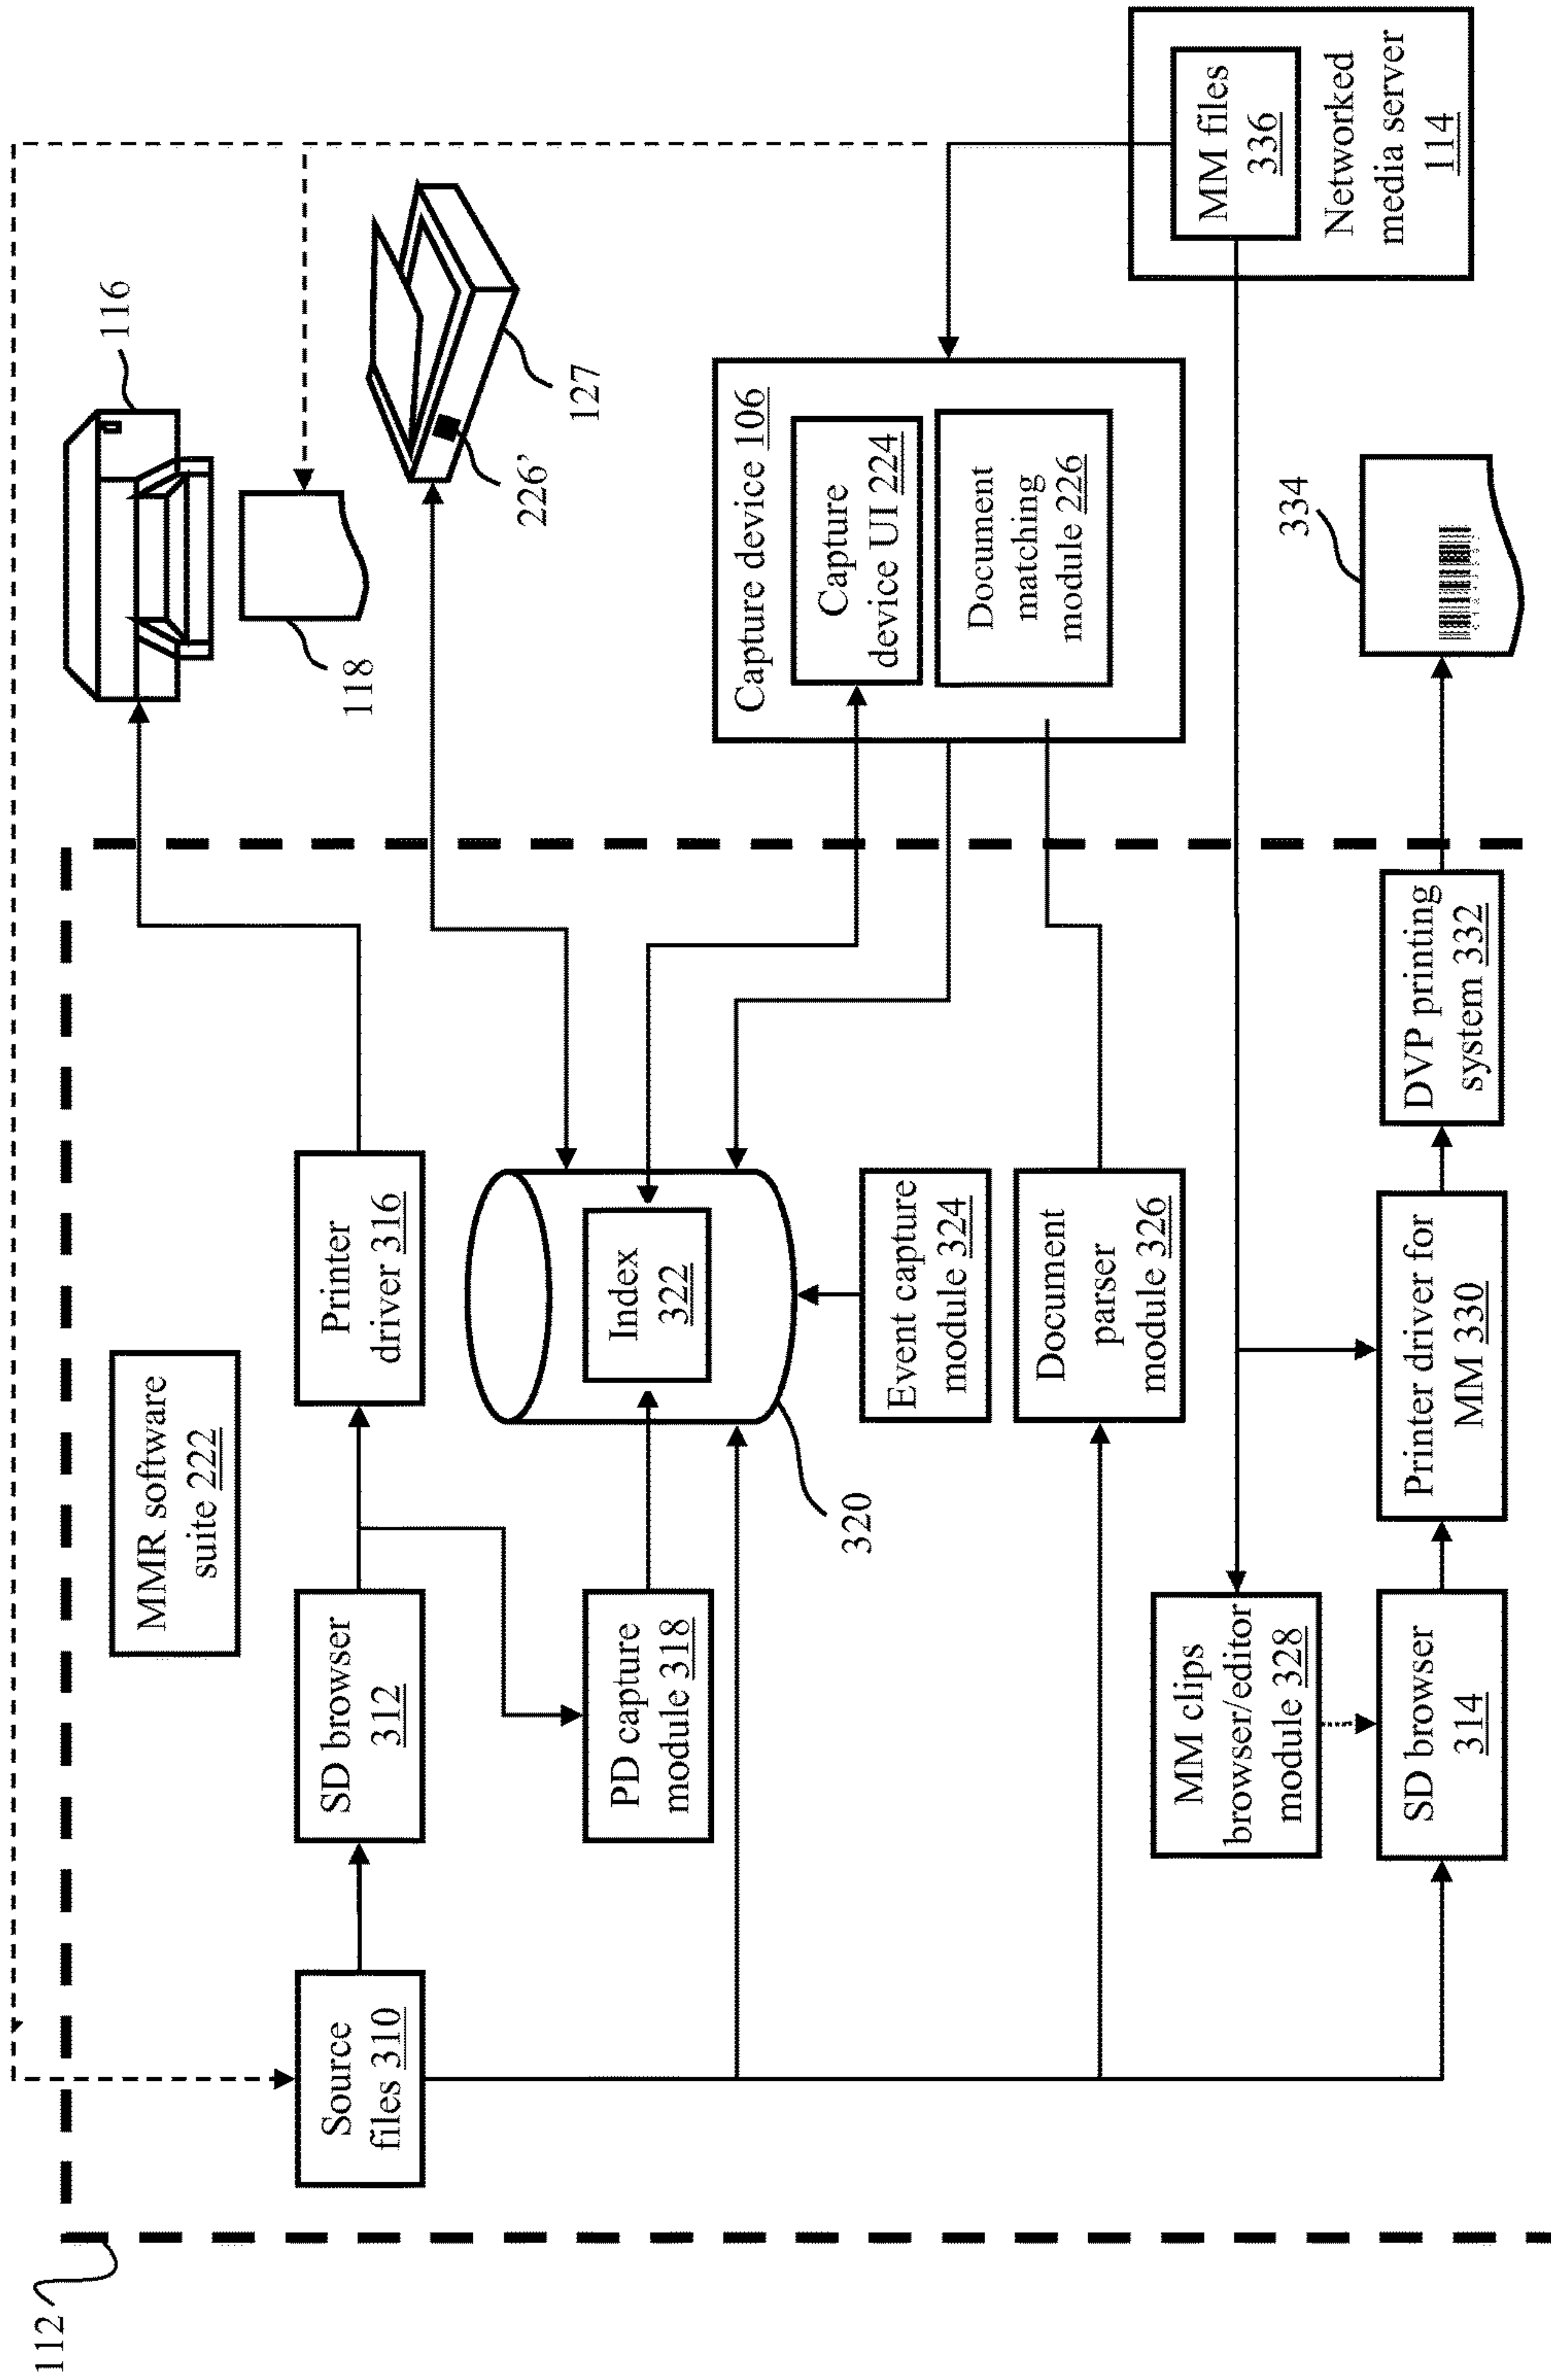 112
MMR software
suite 222
Source
files 310
SD browser
312
Printer
driver 316
116
118
PD capture
module 318
Index
322
320
226’
127
Event capture
module 324
Capture device 106
Capture
device UI 224
Document
matching
module 226
Document
parser
module 326
MM clips
browser/editor
module 328
MM files
336
Networked
media server
114
SD browser
314
Printer driver for
MM 330
DVP printing
system 332
334